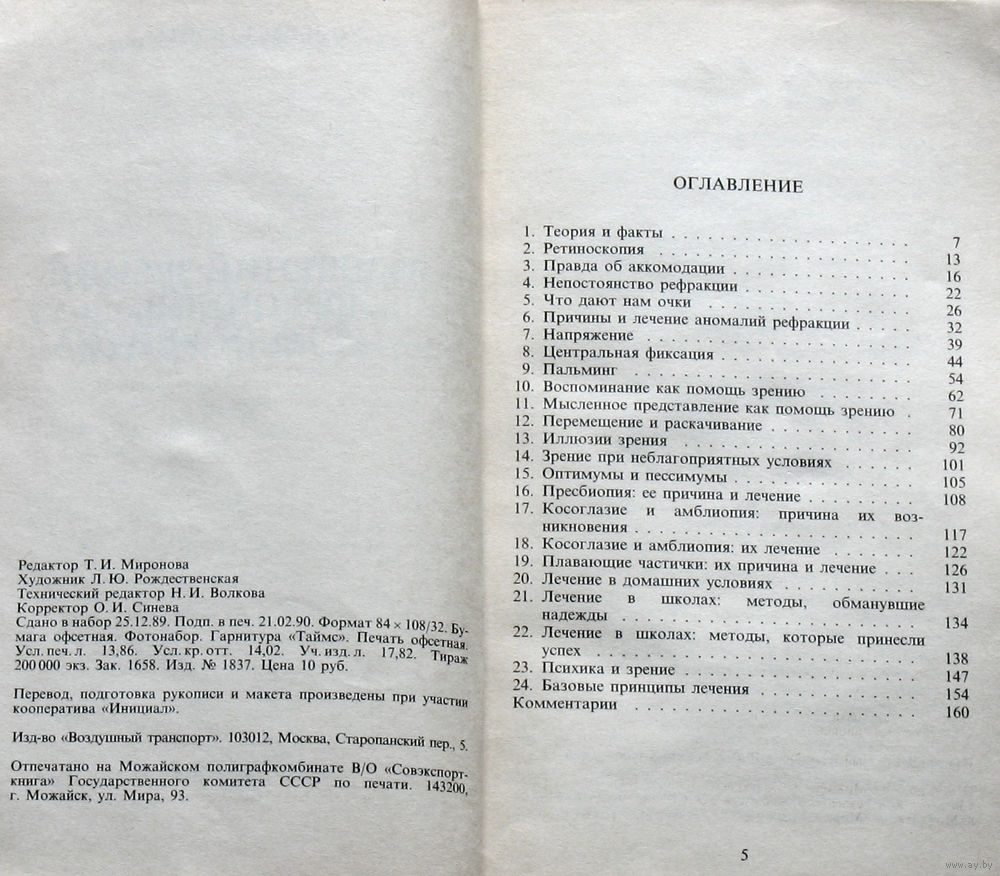 Редактор Т. И. Миронова
Художник Л. Ю. Рождественская
Технический редактор Н. И. Волкова
Корректор О. И. Синева
Сдано в набор 25.12.89. Подп. в печ. 21.02.90. Формат 84 × 108/32. Бу-
мага офсетная. Фотонабор. Гарнитура «Таймс». Печать офсетная.
Усл. печ. л. 13,86. Усл. кр. отт. 14,02. Уч. изд. л. 17,82. Тираж
200 000 экз. Зак. 1658. Изд. № 1837. Цена 10 руб.
Перевод, подготовка рукописи и макета произведены при участии
кооператива «Инициал».
Изд-во «Воздушный транспорт». 103012, Москва, Старопанский пер., 5.
Отпечатано на Можайском полиграфкомбинате В/О «Совэкспорт-
книга» Государственного комитета СССР по печати. 143200,
г. Можайск, ул. Мира, 93.
ОГЛАВЛЕНИЕ
1. Теория и факты . . . . . . . . . . 7
2. Ретиноскопия . . . . . . . . . . 13
3. Правда об аккомодации . . . . . . . . 16
4. Непостоянство рефракции . . . . . . . . 22
5. Что дают нам очки . . . . . . . . . 26
6. Причины и лечение аномалий рефракции . . . . . 32
7. Напряжение . . . . . . . . . . . 39
8. Центральная фиксация . . . . . . . . 44
9. Пальминг . . . . . . . . . . . 54
10. Воспоминание как помощь зрению . . . . . . 62
11. Мысленное представление как помощь зрению . 71
12. Перемещение и раскачивание . . . . . . . 80
13. Иллюзии зрения . . . . . . . . . . 92
14. Зрение при неблагоприятных условиях . . . . 101
15. Оптимумы и пессимумы . . . . . . . . 105
16. Пресбиопия: ее причина и лечение . . . . . . 108
17. Косоглазие и амблиопия: причина их воз-
никновения . . . . . . . . . . . 117
18. Косоглазие и амблиопия: их лечение . . . . . 122
19. Плавающие частички: их причина и лечение . . . 126
20. Лечение в домашних условиях . . . . . . . 131
21. Лечение в школах: методы, обманувшие
надежды . . . . . . . . . . . . 134
22. Лечение в школах: методы, которые принесли
успех . . . . . . . . . . . . . 138
23. Психика и зрение . . . . . . . . . . 147
24. Базовые принципы лечения . . . . . . . 154
Комментарии . . . . . . . . . . . . 160
5
www.ay.by